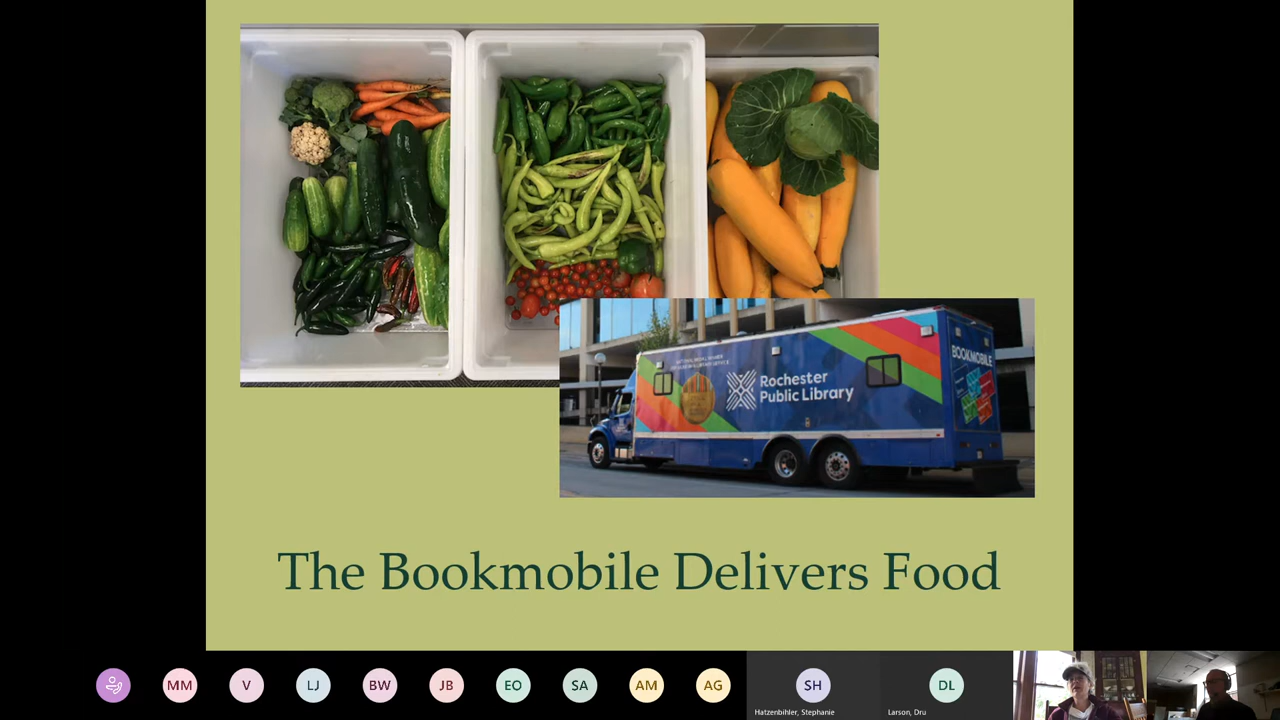 BOOKMOBILE
Rochester
Public Library
The Bookmobile Delivers Food
MM
V
LJ
BW
JB
EO
SA
AM
AG
SH
DL
Hatzenbihler, Stephanie
Larson, Dru